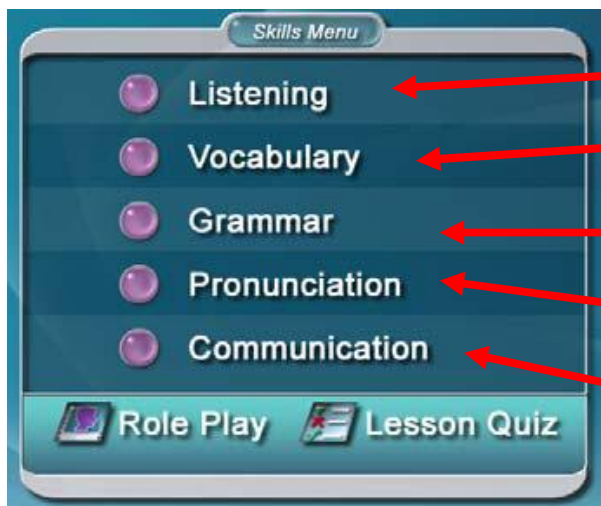 Skills Menu
Listening
Vocabulary
Grammar
Pronunciation
Communication
Role Play Lesson Quiz